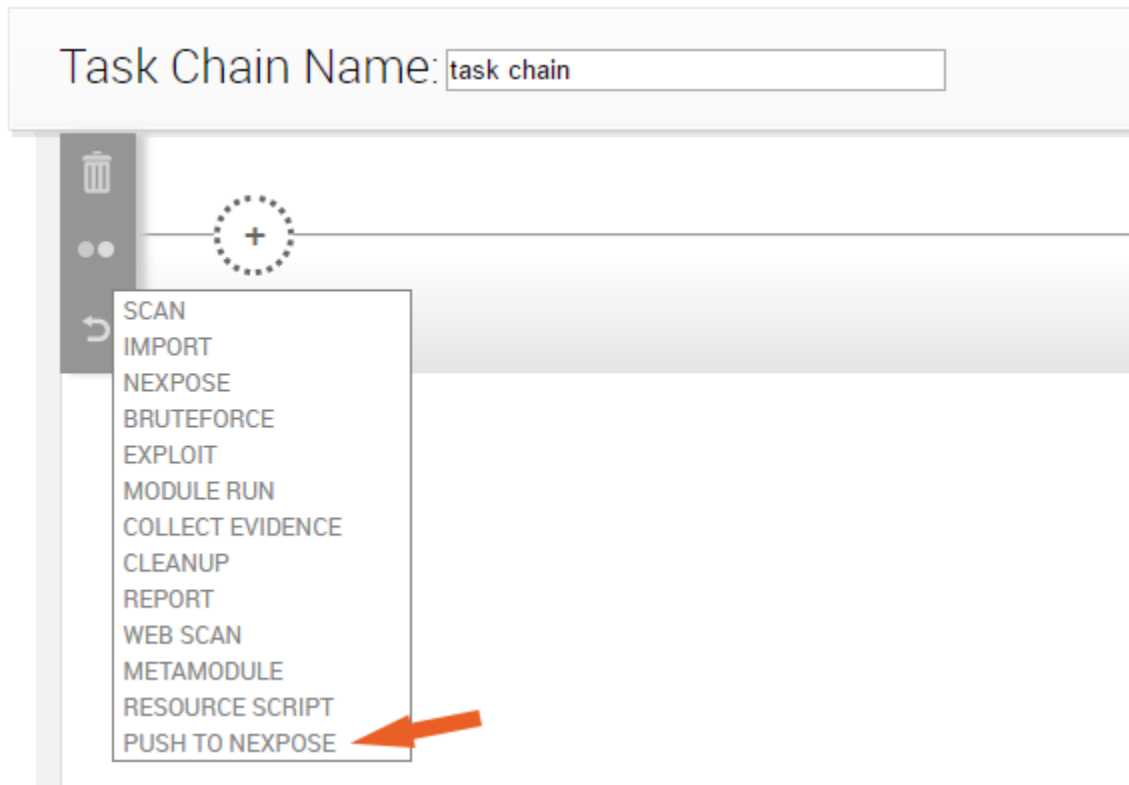 Task Chain Name: task chain
+
SCAN
IMPORT
NEXPOSE
BRUTEFORCE
EXPLOIT
MODULE RUN
COLLECT EVIDENCE
CLEANUP
REPORT
WEB SCAN
METAMODULE
RESOURCE SCRIPT
PUSH TO NEXPOSE